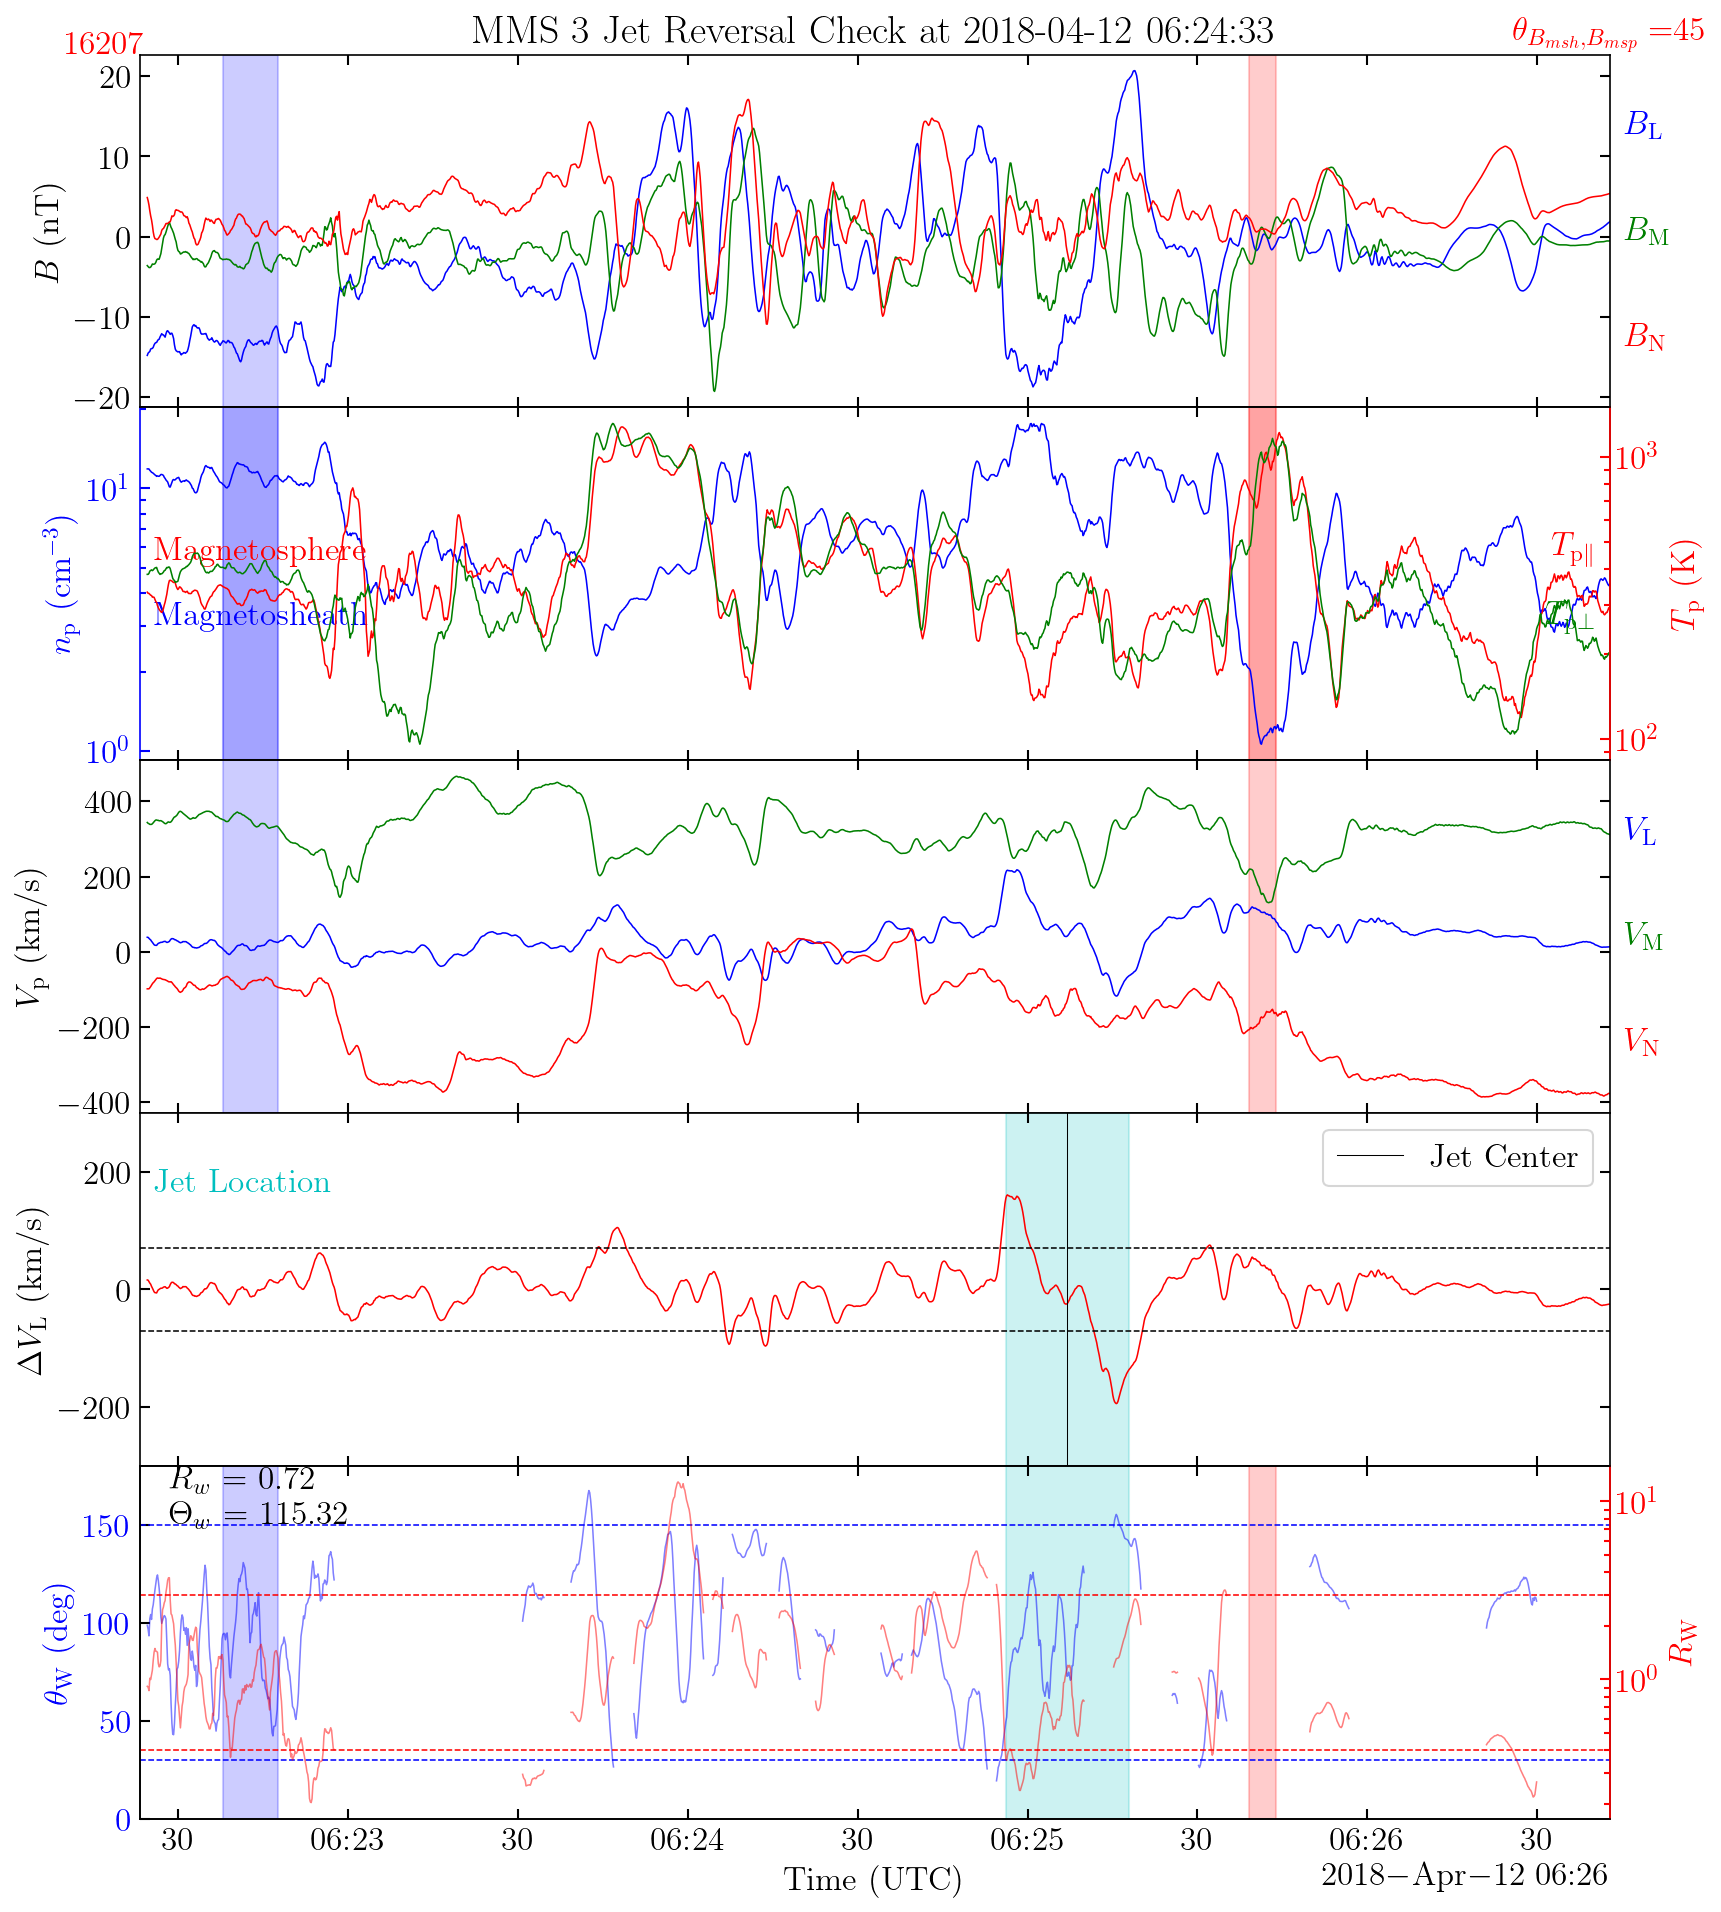 MMS 3 Jet Reversal Check at 2018-04-12 06:24:33
16207
θ_{B_{msh},B_{msp}} =45
20
10
0
−10
−20
B (nT)
B_L
B_M
B_N
10^1
10^0
n_p (cm^{−3})
Magnetosphere
Magnetosheath
T_{p∥}
T_{p⊥}
10^3
10^2
T_p (K)
400
200
0
−200
−400
V_p (km/s)
V_L
V_M
V_N
200
0
−200
ΔV_L (km/s)
Jet Location
Jet Center
R_w = 0.72
Θ_w = 115.32
150
100
50
0
θ_W (deg)
10^1
10^0
R_W
30 06:23 30 06:24 30 06:25 30 06:26 30
Time (UTC)
2018−Apr−12 06:26